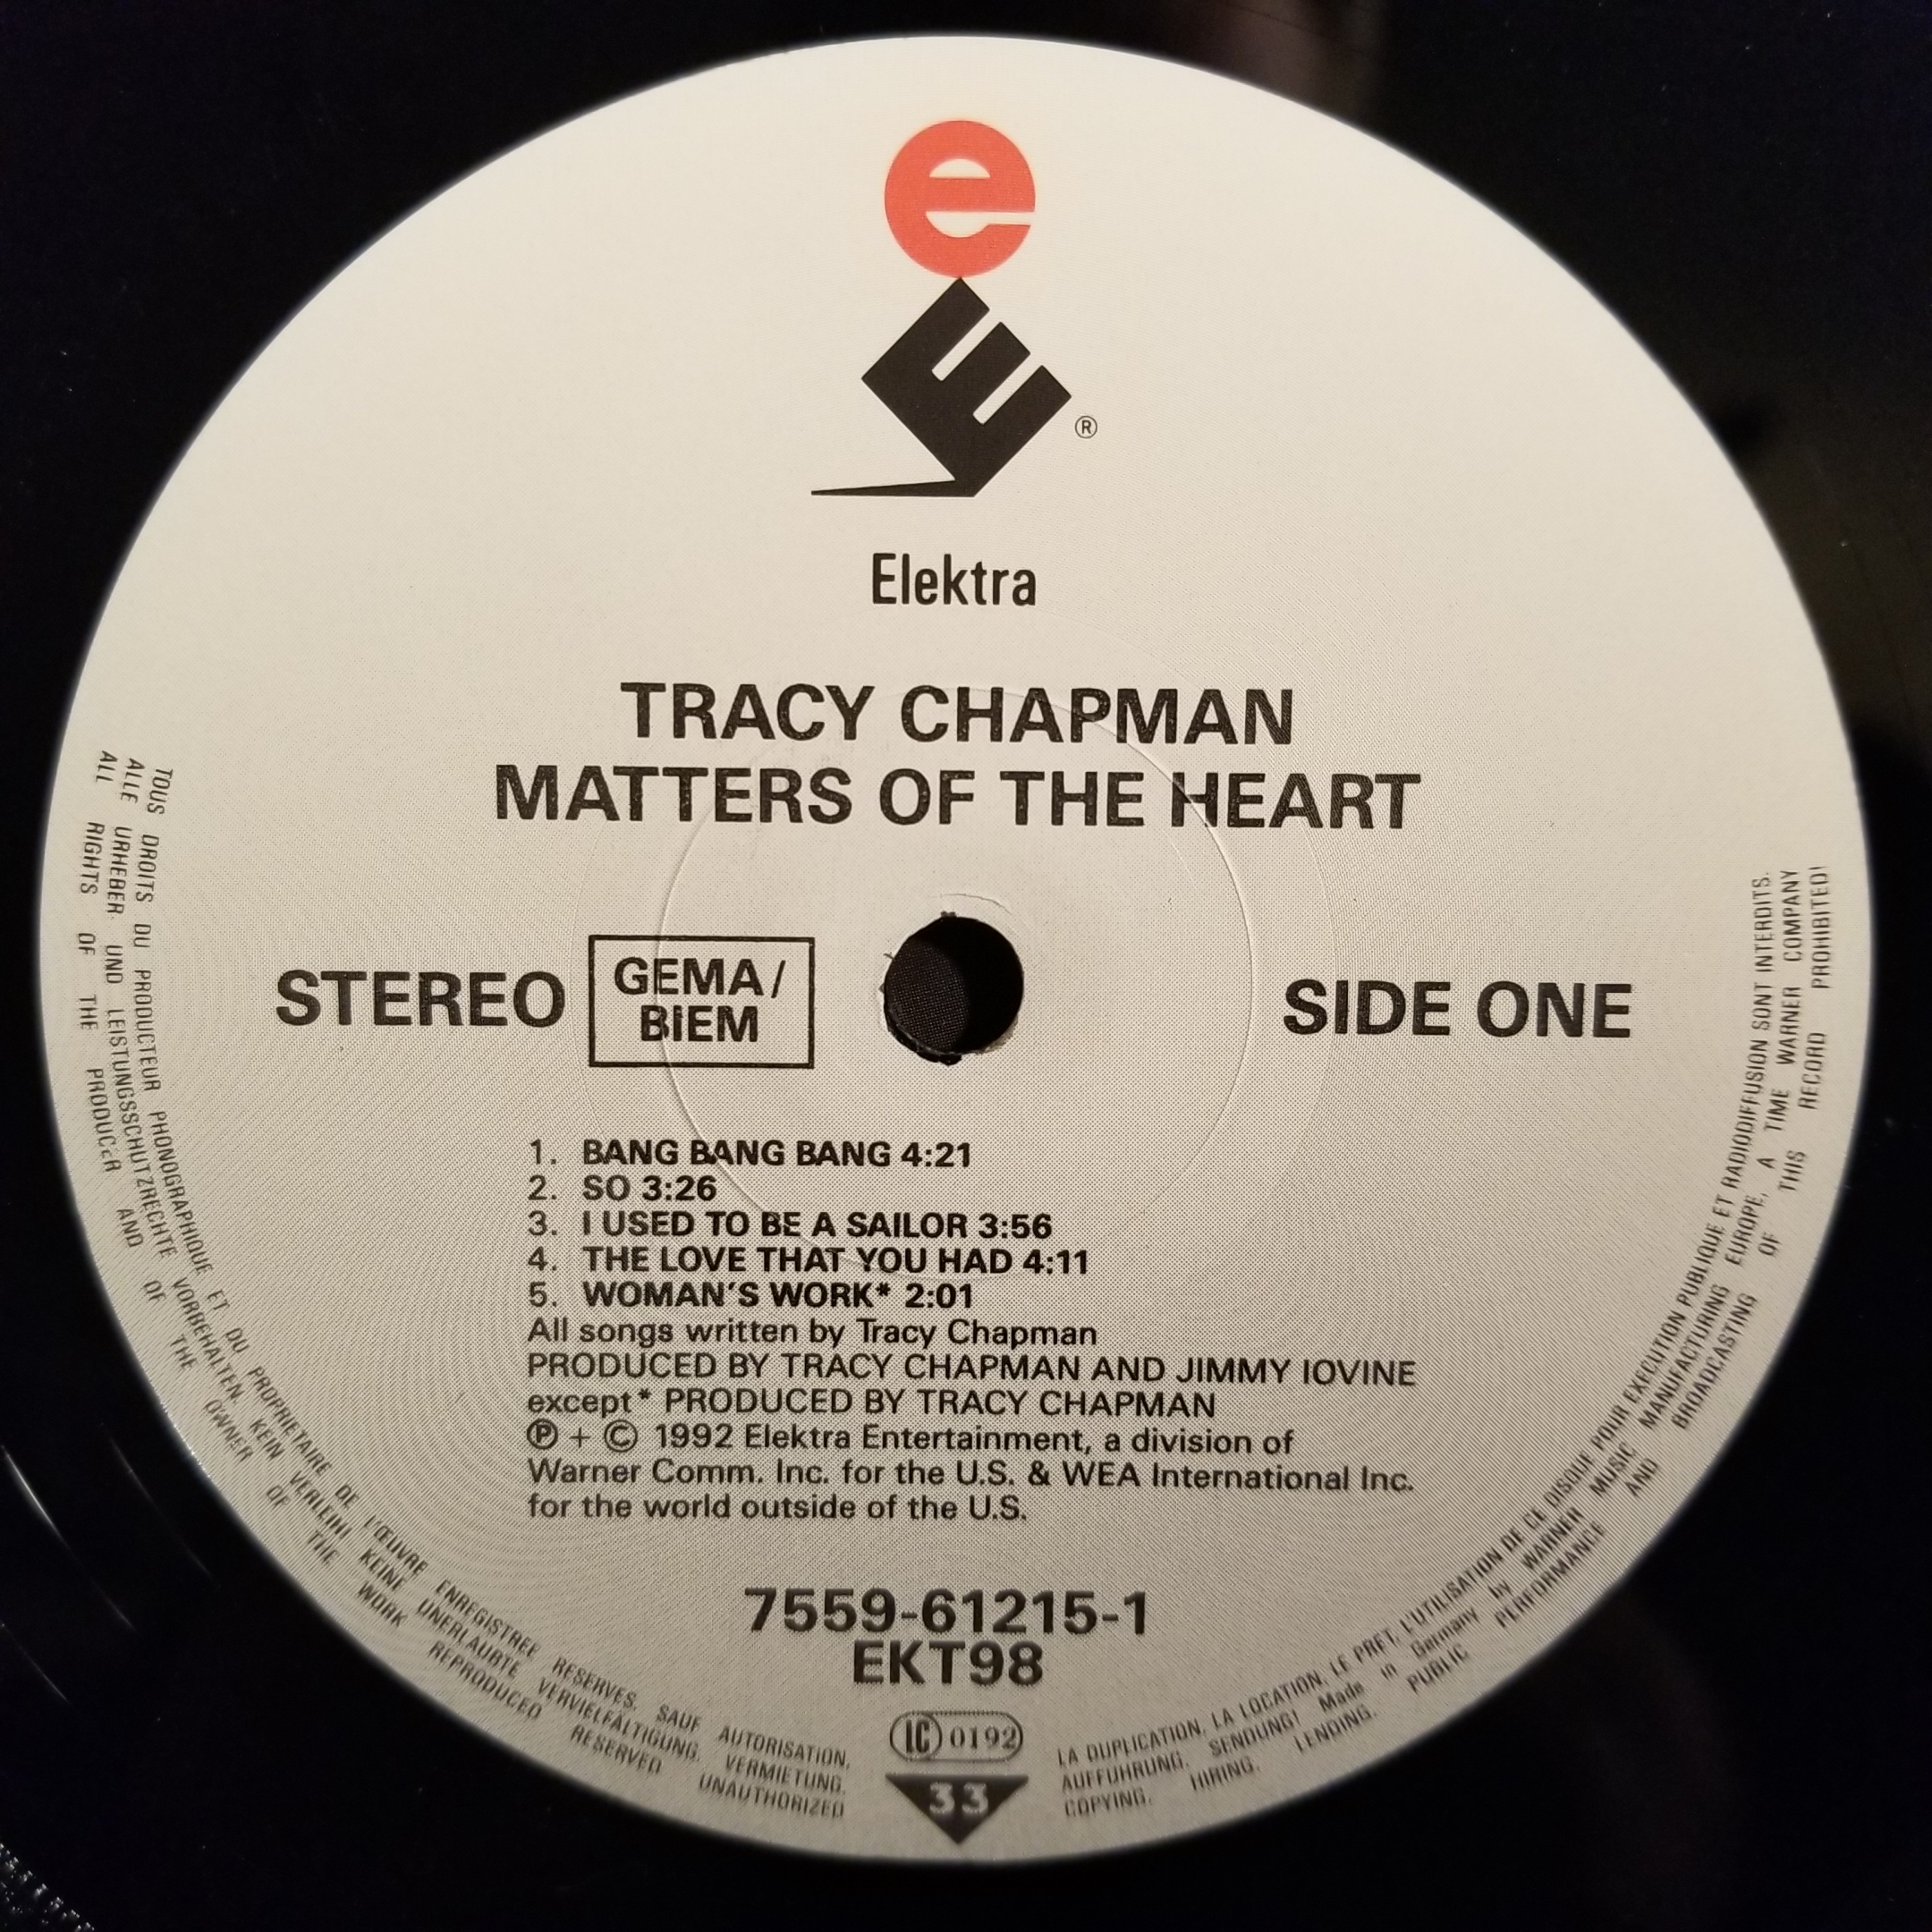 e
E ®
Elektra
TRACY CHAPMAN
MATTERS OF THE HEART
STEREO
GEMA/
BIEM
SIDE ONE
1. BANG BANG BANG 4:21
2. SO 3:26
3. I USED TO BE A SAILOR 3:56
4. THE LOVE THAT YOU HAD 4:11
5. WOMAN'S WORK* 2:01
All songs written by Tracy Chapman
PRODUCED BY TRACY CHAPMAN AND JIMMY IOVINE
except* PRODUCED BY TRACY CHAPMAN
℗ + © 1992 Elektra Entertainment, a division of
Warner Comm. Inc. for the U.S. & WEA International Inc.
for the world outside of the U.S.
7559-61215-1
EKT98
LC 0192
33
TOUS DROITS DU PRODUCTEUR PHONOGRAPHIQUE ET DU PROPRIETAIRE DE L'ŒUVRE ENREGISTREE RESERVES. SAUF AUTORISATION, LA DUPLICATION, LA LOCATION, LE PRET, L'UTILISATION DE CE DISQUE POUR EXECUTION PUBLIQUE ET RADIODIFFUSION SONT INTERDITS.
ALLE URHEBER- UND LEISTUNGSSCHUTZRECHTE VORBEHALTEN. KEIN VERLEIH! KEINE UNERLAUBTE VERVIELFÄLTIGUNG, VERMIETUNG, AUFFÜHRUNG, SENDUNG! Made in Germany by WARNER MUSIC MANUFACTURING EUROPE, A TIME WARNER COMPANY
ALL RIGHTS OF THE PRODUCER AND OF THE OWNER OF THE WORK REPRODUCED RESERVED UNAUTHORIZED COPYING, HIRING, LENDING, PUBLIC PERFORMANCE AND BROADCASTING OF THIS RECORD PROHIBITED!